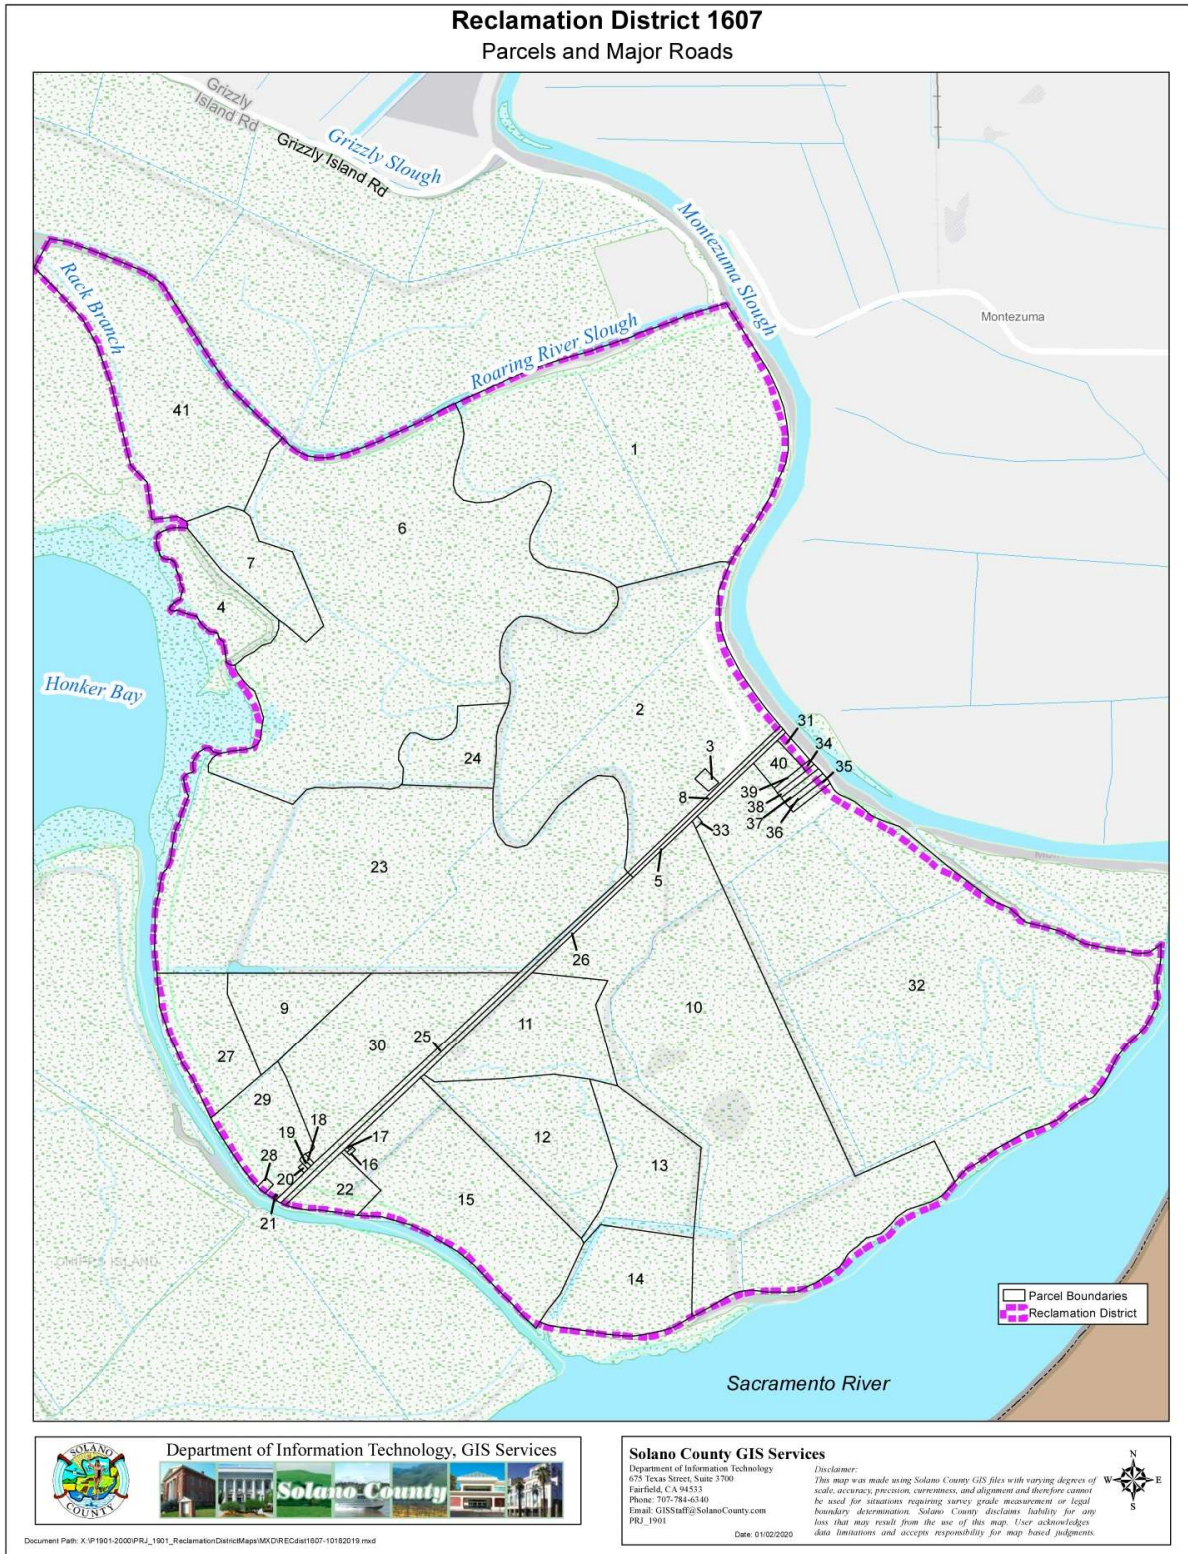 Reclamation District 1607
Parcels and Major Roads
Grizzly
Island Rd
Grizzly Island Rd
Grizzly Slough
Montezuma Slough
Rack Branch
Roaring River Slough
Montezuma
41
1
6
7
4
Honker Bay
2
3
24
31
34
40
35
39
38
37
36
8
33
5
23
26
32
10
9
11
25
30
27
29
12
18
19
17
13
28
16
20
22
15
21
14
Parcel Boundaries
Reclamation District
Sacramento River
SOLANO
COUNTY
Department of Information Technology, GIS Services
Solano County
Solano County GIS Services
Department of Information Technology
675 Texas Street, Suite 3700
Fairfield, CA 94533
Phone: 707-784-6340
Email: GISStaff@SolanoCounty.com
PRJ_1901
Date: 01/02/2020
Disclaimer:
This map was made using Solano County GIS files with varying degrees of
scale, accuracy, precision, currentness, and alignment and therefore cannot
be used for situations requiring survey grade measurement or legal
boundary determination. Solano County disclaims liability for any
loss that may result from the use of this map. User acknowledges
data limitations and accepts responsibility for map based judgments.
N
W E
S
Document Path: X:\P1901-2000\PRJ_1901_ReclamationDistrictMaps\MXD\RECdist1607-10182019.mxd